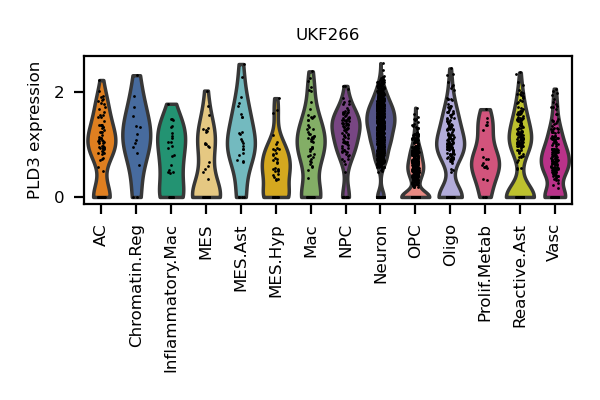 UKF266
PLD3 expression
2
0
AC
Chromatin.Reg
Inflammatory.Mac
MES
MES.Ast
MES.Hyp
Mac
NPC
Neuron
OPC
Oligo
Prolif.Metab
Reactive.Ast
Vasc